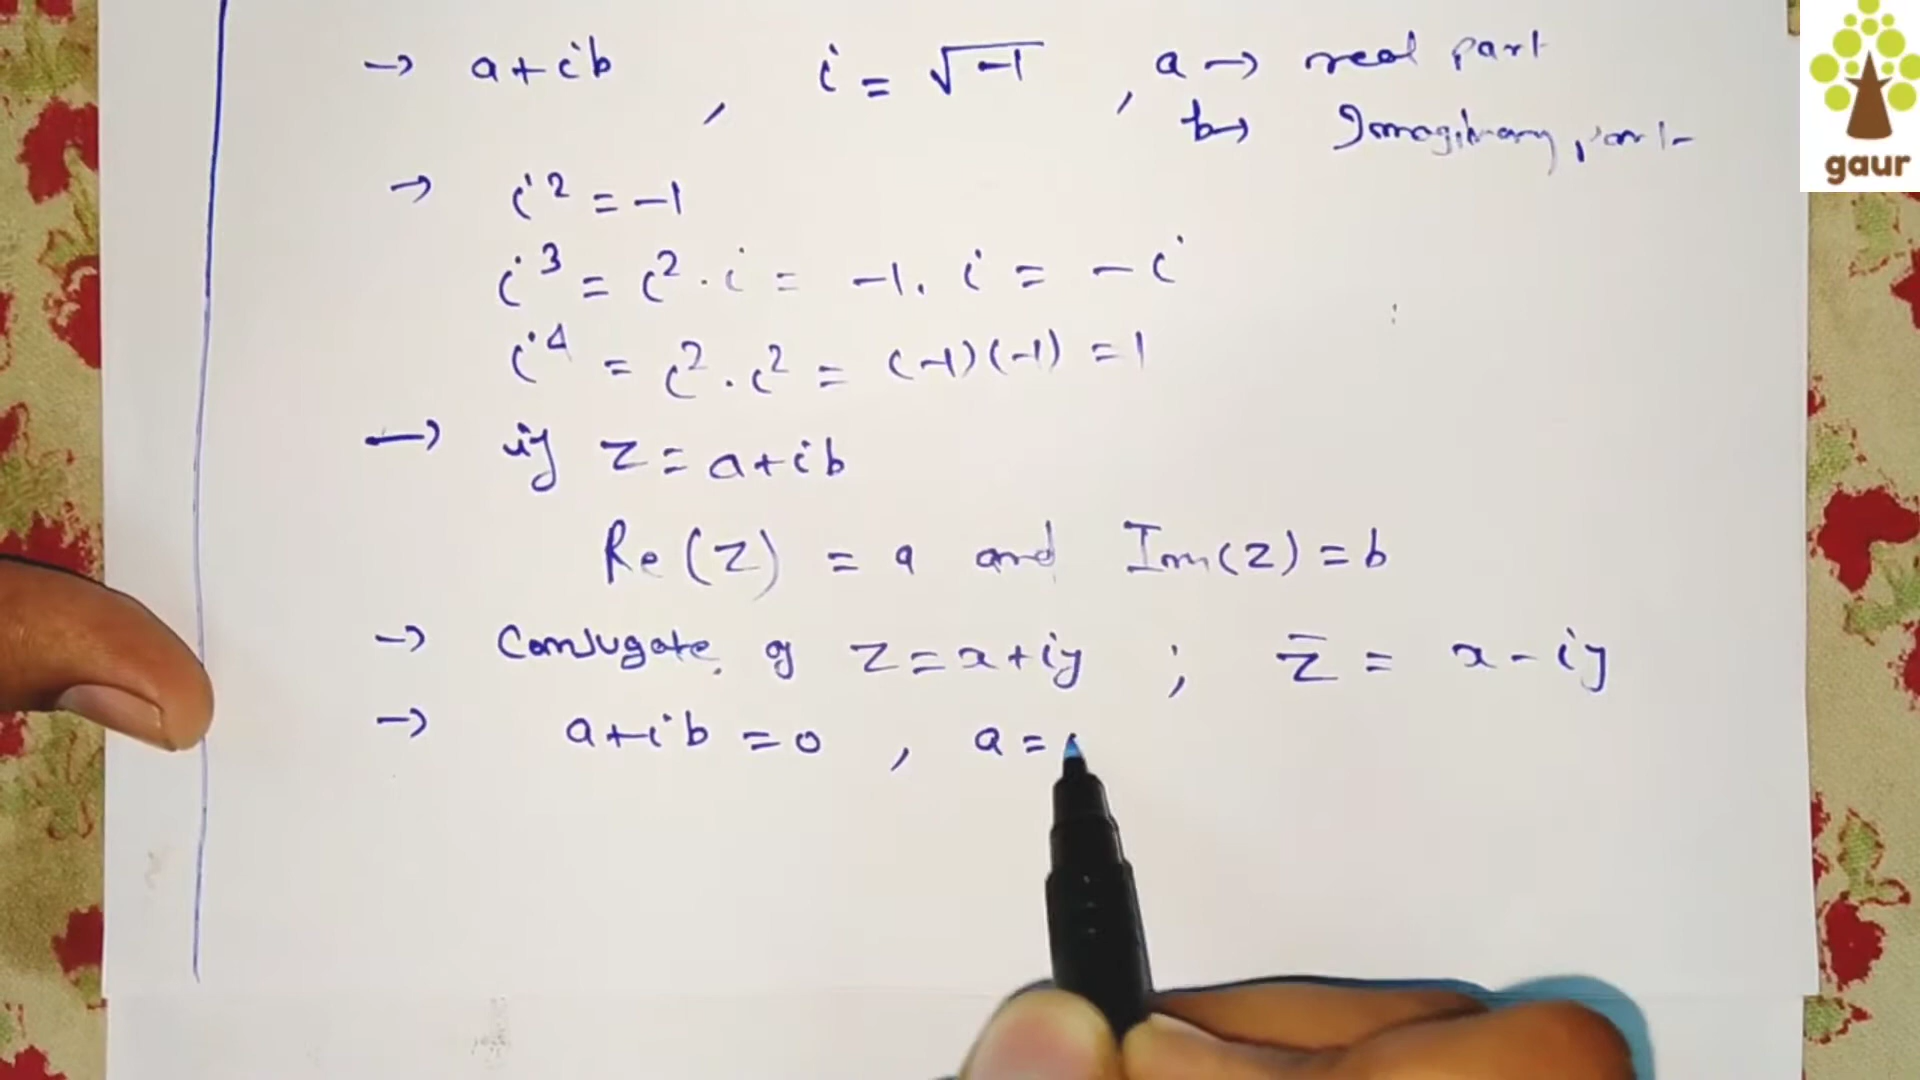 → a+ib , i = √-1 , a → real part
b→ Imaginary part
→ i² = -1
i³ = i² · i = -1. i = -i
i⁴ = i² . i² = (-1)(-1) = 1
→ if z = a+ib
Re(z) = a and Im(z) = b
→ Conjugate of z = x+iy ; z̄ = x - iy
→ a+ib = 0 , a =
gaur